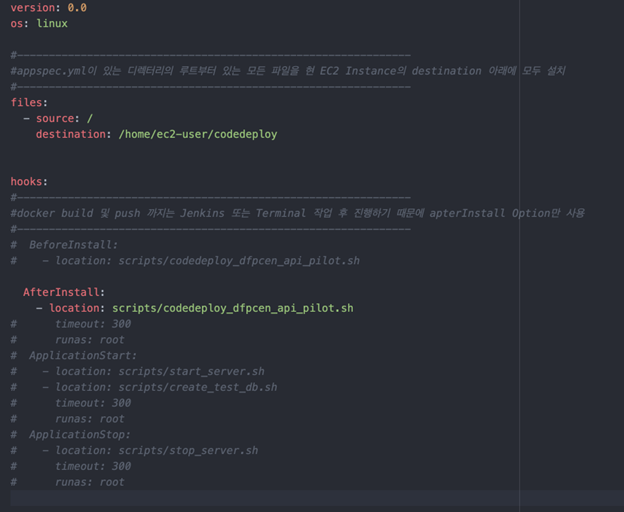 version: 0.0
os: linux
#--------------------------------------------------------------
#appspec.yml이 있는 디렉터리의 루트부터 있는 모든 파일을 현 EC2 Instance의 destination 아래에 모두 설치
#--------------------------------------------------------------
files:
  - source: /
    destination: /home/ec2-user/codedeploy
hooks:
#--------------------------------------------------------------
#docker build 및 push 까지는 Jenkins 또는 Terminal 작업 후 진행하기 때문에 apterInstall Option만 사용
#--------------------------------------------------------------
#  BeforeInstall:
#    - location: scripts/codedeploy_dfpcen_api_pilot.sh
  AfterInstall:
    - location: scripts/codedeploy_dfpcen_api_pilot.sh
#      timeout: 300
#      runas: root
#  ApplicationStart:
#    - location: scripts/start_server.sh
#    - location: scripts/create_test_db.sh
#      timeout: 300
#      runas: root
#  ApplicationStop:
#    - location: scripts/stop_server.sh
#      timeout: 300
#      runas: root